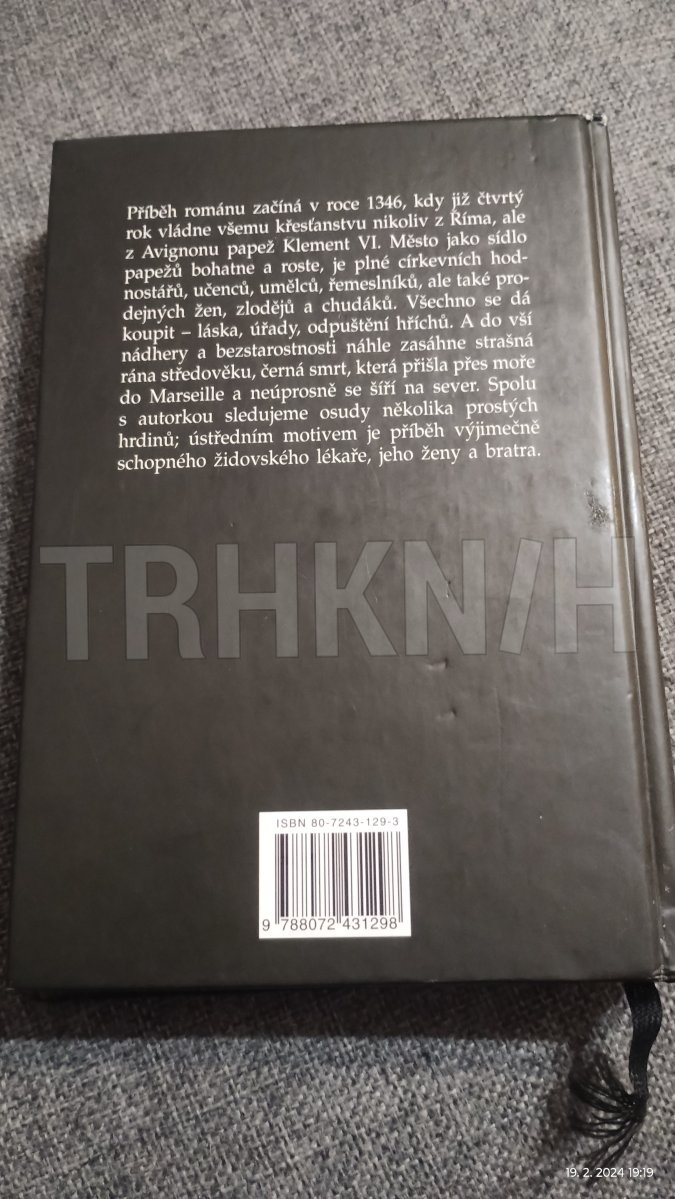 Příběh románu začíná v roce 1346, kdy již čtvrtý
rok vládne všemu křesťanstvu nikoliv z Říma, ale
z Avignonu papež Klement VI. Město jako sídlo
papežů bohatne a roste, je plné církevních hod-
nostářů, učenců, umělců, řemeslníků, ale také pro-
dejných žen, zlodějů a chudáků. Všechno se dá
koupit – láska, úřady, odpuštění hříchů. A do vší
nádhery a bezstarostnosti náhle zasáhne strašná
rána středověku, černá smrt, která přišla přes moře
do Marseille a neúprosně se šíří na sever. Spolu
s autorkou sledujeme osudy několika prostých
hrdinů; ústředním motivem je příběh výjimečně
schopného židovského lékaře, jeho ženy a bratra.
TRHKN/H
ISBN 80-7243-129-3
9 788072 431298
19. 2. 2024 19:19